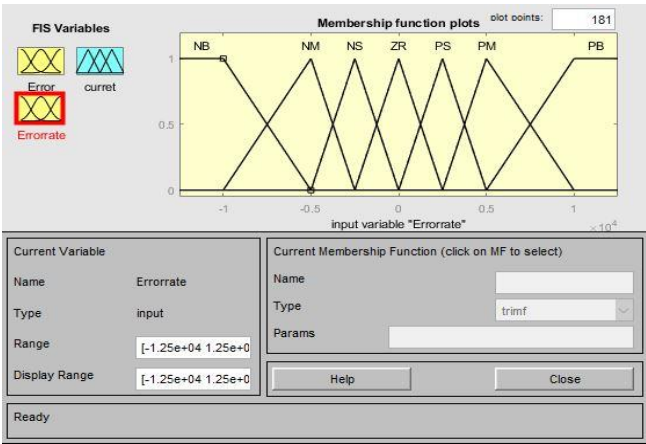 FIS Variables
Membership function plots
plot points:
181
NB NM NS ZR PS PM PB
1
0.5
0
Error
curret
Errorrate
-1 -0.5 0 0.5 1
×10⁴
input variable "Errorrate"
Current Variable
Name Errorrate
Type input
Range [-1.25e+04 1.25e+0
Display Range [-1.25e+04 1.25e+0
Current Membership Function (click on MF to select)
Name
Type trimf
Params
Help
Close
Ready